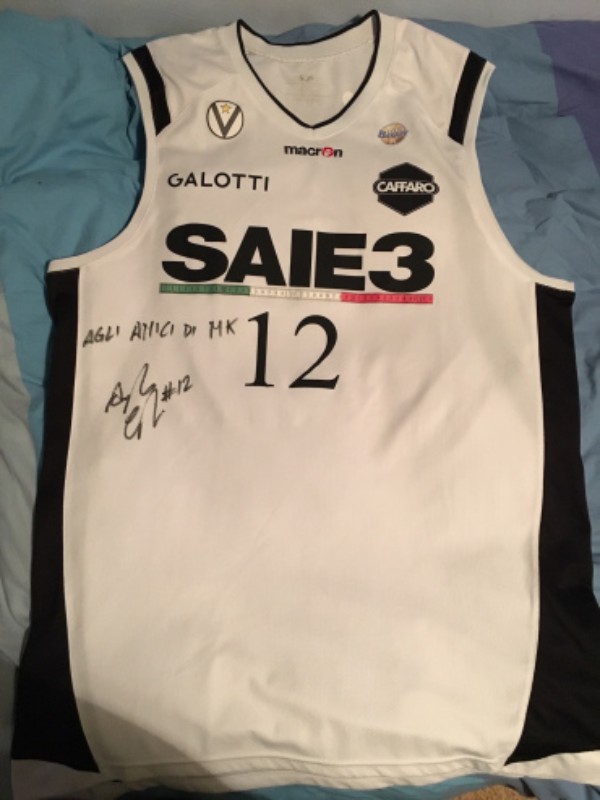 V
macron
GALOTTI
CAFFARO
SAIE3
12
AGLI AMICI DI MK
#12